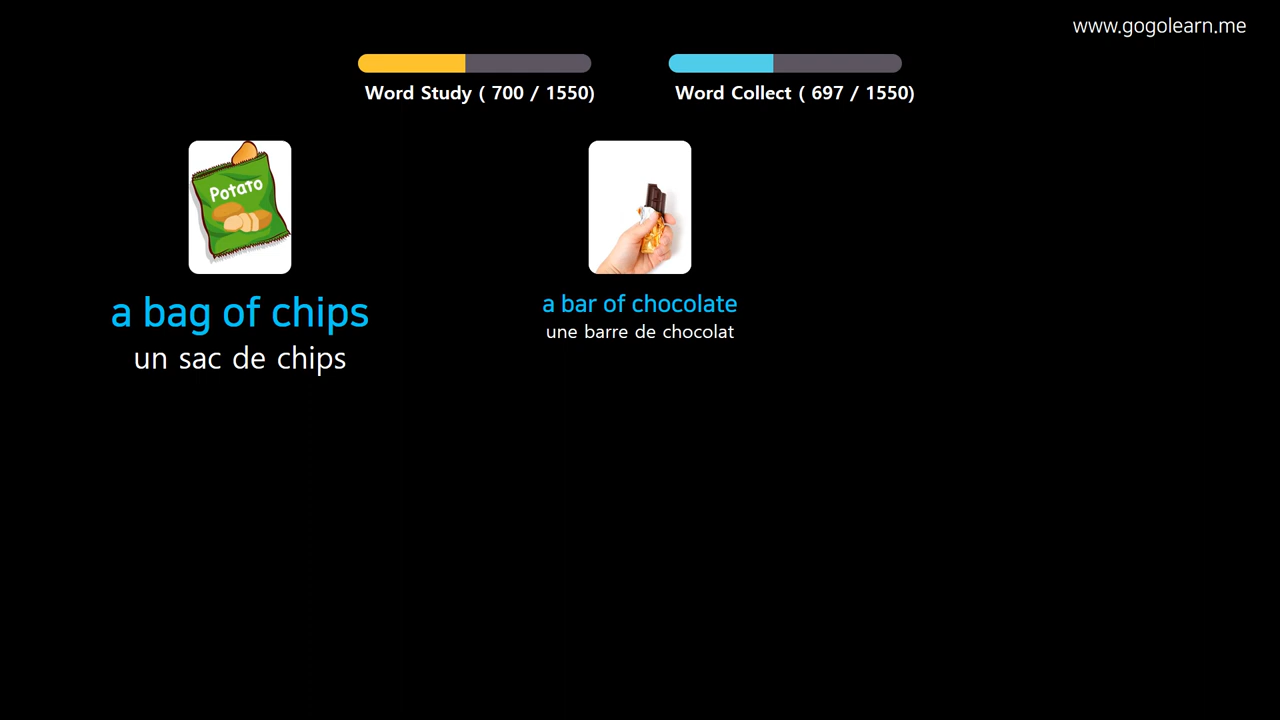 www.gogolearn.me
Word Study ( 700 / 1550)
Word Collect ( 697 / 1550)
Potato
a bag of chips
un sac de chips
a bar of chocolate
une barre de chocolat